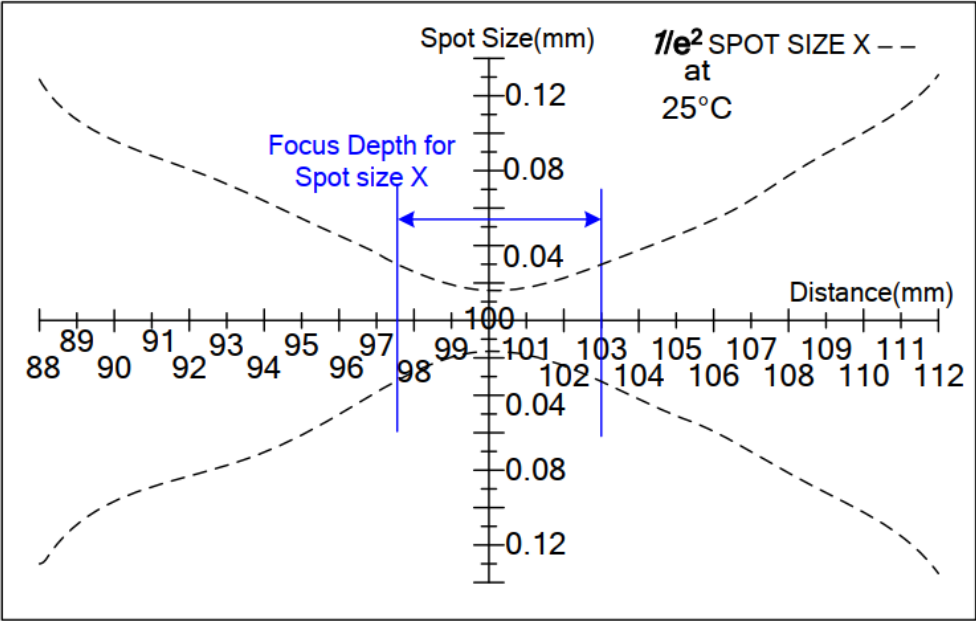 Spot Size(mm)
1/e² SPOT SIZE X
at
25°C
0.12
Focus Depth for
Spot size X
0.08
0.04
Distance(mm)
100
89 91 93 95 97 99 101 103 105 107 109 111
88 90 92 94 96 98 102 104 106 108 110 112
0.04
0.08
0.12